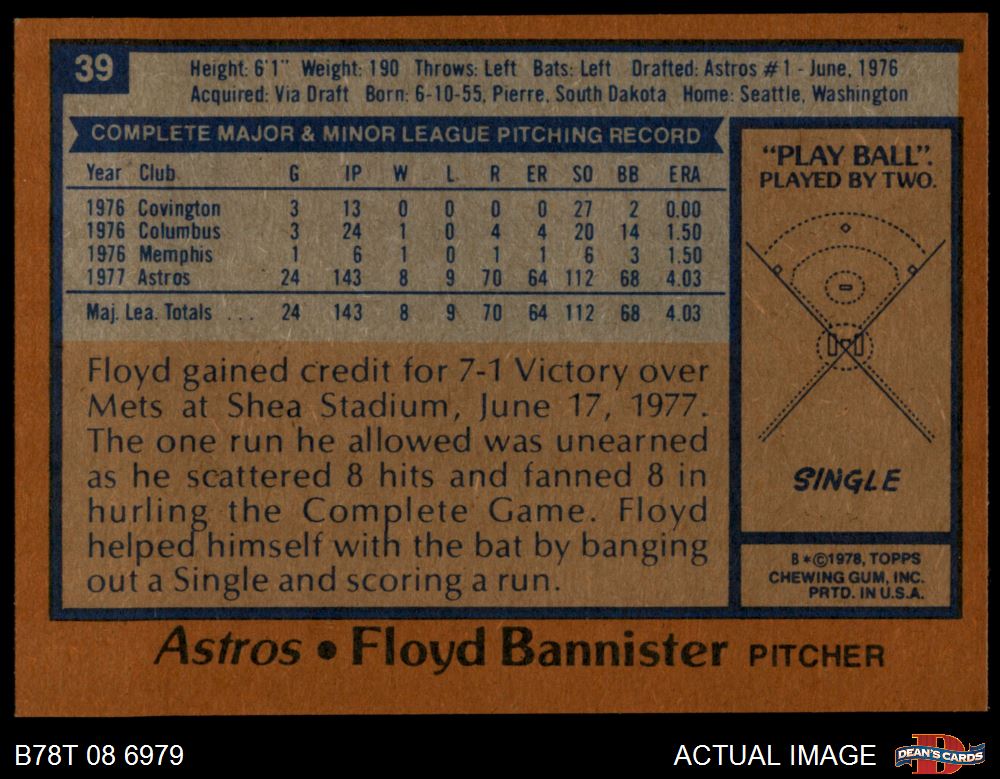 39
Height: 6'1" Weight: 190 Throws: Left Bats: Left Drafted: Astros #1 - June, 1976
Acquired: Via Draft Born: 6-10-55, Pierre, South Dakota Home: Seattle, Washington
COMPLETE MAJOR & MINOR LEAGUE PITCHING RECORD
Year Club G IP W L R ER SO BB ERA
1976 Covington 3 13 0 0 0 0 27 2 0.00
1976 Columbus 3 24 1 0 4 4 20 14 1.50
1976 Memphis 1 6 1 0 1 1 6 3 1.50
1977 Astros 24 143 8 9 70 64 112 68 4.03
Maj. Lea. Totals ... 24 143 8 9 70 64 112 68 4.03
Floyd gained credit for 7-1 Victory over
Mets at Shea Stadium, June 17, 1977.
The one run he allowed was unearned
as he scattered 8 hits and fanned 8 in
hurling the Complete Game. Floyd
helped himself with the bat by banging
out a Single and scoring a run.
"PLAY BALL".
PLAYED BY TWO.
SINGLE
B*©1978, TOPPS
CHEWING GUM, INC.
PRTD. IN U.S.A.
Astros • Floyd Bannister PITCHER
B78T 08 6979
ACTUAL IMAGE
DEAN'S CARDS